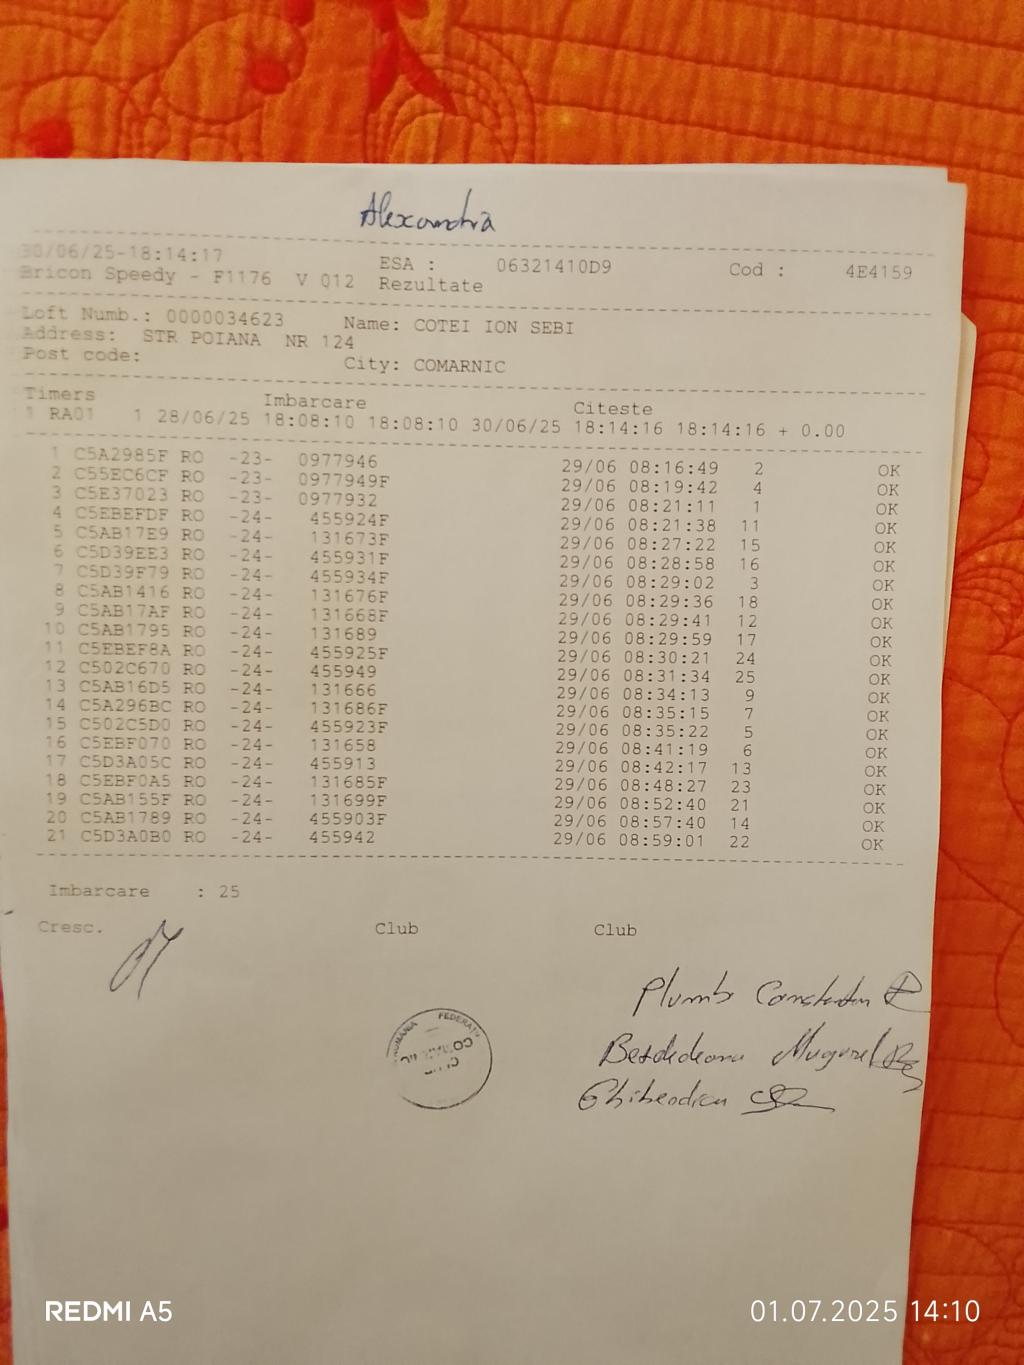 Alexandria
30/06/25-18:14:17 ESA : 06321410D9 Cod : 4E4159
Bricon Speedy - F1176 V 012 Rezultate
Loft Numb.: 0000034623 Name: COTEI ION SEBI
Address: STR POIANA NR 124
Post code: City: COMARNIC
Timers Imbarcare Citeste
1 RA01 1 28/06/25 18:08:10 18:08:10 30/06/25 18:14:16 18:14:16 + 0.00
1 C5A2985F RO -23- 0977946 29/06 08:16:49 2 OK
2 C55EC6CF RO -23- 0977949F 29/06 08:19:42 4 OK
3 C5E37023 RO -23- 0977932 29/06 08:21:11 1 OK
4 C5EBEFDF RO -24- 455924F 29/06 08:21:38 11 OK
5 C5AB17E9 RO -24- 131673F 29/06 08:27:22 15 OK
6 C5D39EE3 RO -24- 455931F 29/06 08:28:58 16 OK
7 C5D39F79 RO -24- 455934F 29/06 08:29:02 3 OK
8 C5AB1416 RO -24- 131676F 29/06 08:29:36 18 OK
9 C5AB17AF RO -24- 131668F 29/06 08:29:41 12 OK
10 C5AB1795 RO -24- 131689 29/06 08:29:59 17 OK
11 C5EBEF8A RO -24- 455925F 29/06 08:30:21 24 OK
12 C502C670 RO -24- 455949 29/06 08:31:34 25 OK
13 C5AB16D5 RO -24- 131666 29/06 08:34:13 9 OK
14 C5A296BC RO -24- 131686F 29/06 08:35:15 7 OK
15 C502C5D0 RO -24- 455923F 29/06 08:35:22 5 OK
16 C5EBF070 RO -24- 131658 29/06 08:41:19 6 OK
17 C5D3A05C RO -24- 455913 29/06 08:42:17 13 OK
18 C5EBF0A5 RO -24- 131685F 29/06 08:48:27 23 OK
19 C5AB155F RO -24- 131699F 29/06 08:52:40 21 OK
20 C5AB1789 RO -24- 455903F 29/06 08:57:40 14 OK
21 C5D3A0B0 RO -24- 455942 29/06 08:59:01 22 OK
Imbarcare : 25
Cresc. Club Club
Plumb Constantin
Mugurel
REDMI A5 01.07.2025 14:10